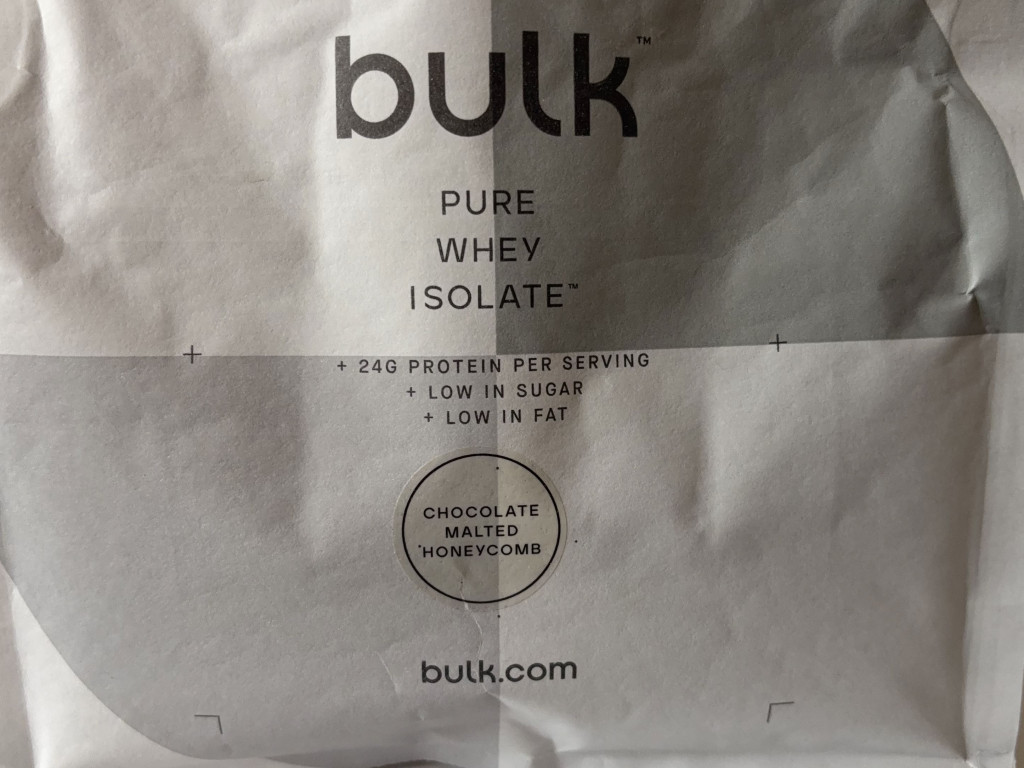 bulk™
PURE
WHEY
ISOLATE™
+ 24G PROTEIN PER SERVING
+ LOW IN SUGAR
+ LOW IN FAT
CHOCOLATE
MALTED
HONEYCOMB
bulk.com